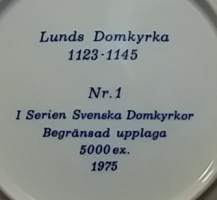 Lunds Domkyrka
1123-1145
Nr. 1
I Serien Svenska Domkyrkor
Begränsad upplaga
5000 ex.
1975